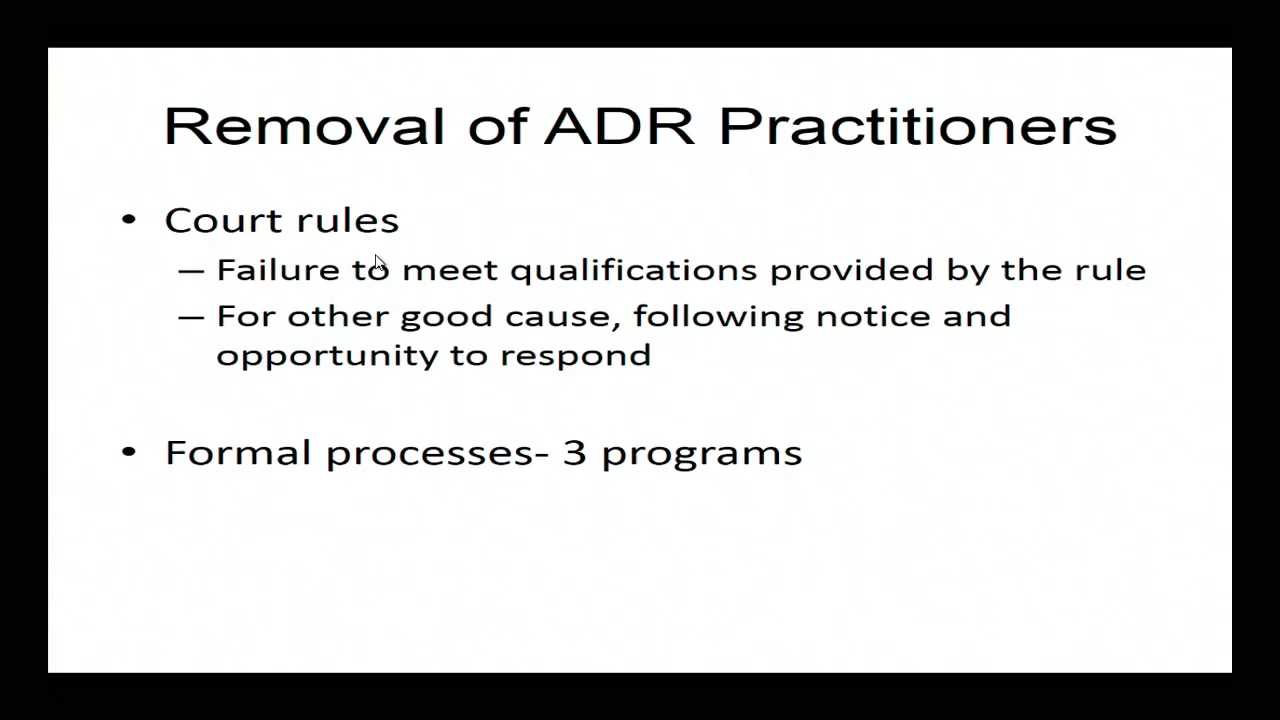 Removal of ADR Practitioners
• Court rules
– Failure to meet qualifications provided by the rule
– For other good cause, following notice and
opportunity to respond
• Formal processes- 3 programs